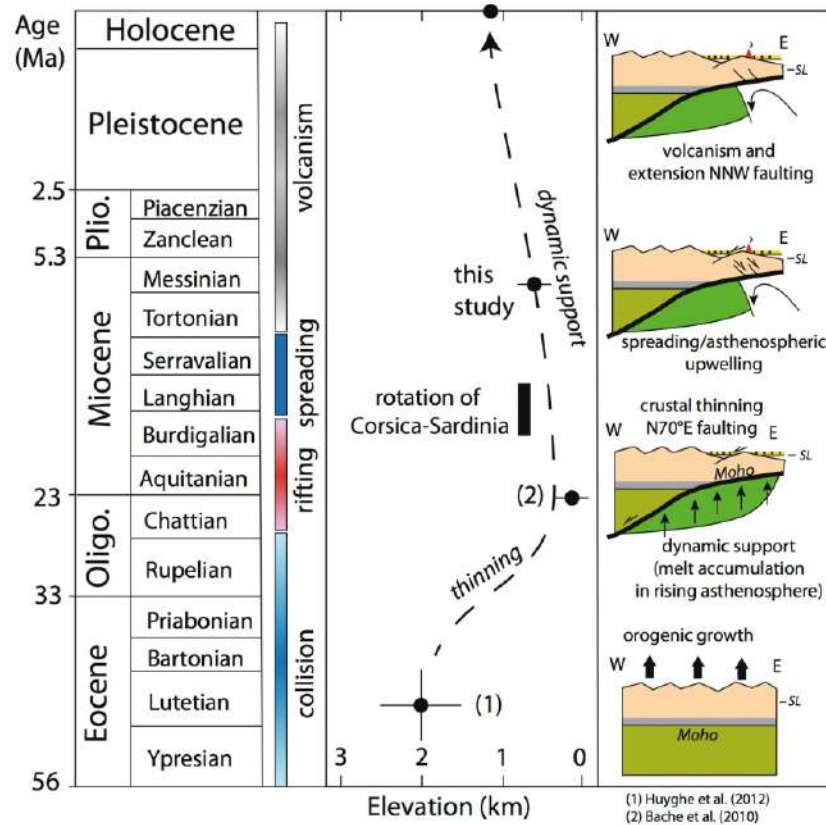 Age
(Ma)
Holocene
Pleistocene
2.5
Plio.
Piacenzian
Zanclean
5.3
Miocene
Messinian
Tortonian
Serravalian
Langhian
Burdigalian
Aquitanian
23
Oligo.
Chattian
Rupelian
33
Eocene
Priabonian
Bartonian
Lutetian
Ypresian
56
volcanism
spreading
rifting
collision
dynamic support
this
study
rotation of
Corsica-Sardinia
(2)
thinning
(1)
3 2 1 0
Elevation (km)
W E
SL
volcanism and
extension NNW faulting
W E
SL
spreading/asthenospheric
upwelling
crustal thinning
N70°E faulting
W E
SL
Moho
dynamic support
(melt accumulation
in rising asthenosphere)
orogenic growth
W E
SL
Moho
(1) Huyghe et al. (2012)
(2) Bache et al. (2010)